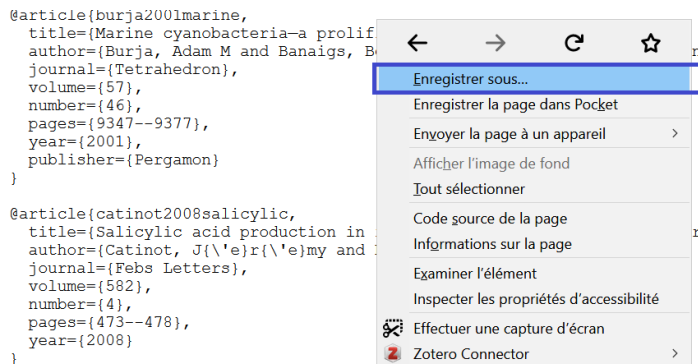 @article{burja2001marine,
title={Marine cyanobacteria—a prolif
author={Burja, Adam M and Banaigs, B
journal={Tetrahedron},
volume={57},
number={46},
pages={9347--9377},
year={2001},
publisher={Pergamon}
}
@article{catinot2008salicylic,
title={Salicylic acid production in
author={Catinot, J{\'e}r{\'e}my and
journal={Febs Letters},
volume={582},
number={4},
pages={473--478},
year={2008}
}
Enregistrer sous...
Enregistrer la page dans Pocket
Envoyer la page à un appareil
Afficher l'image de fond
Tout sélectionner
Code source de la page
Informations sur la page
Examiner l'élément
Inspecter les propriétés d'accessibilité
Effectuer une capture d'écran
Z Zotero Connector